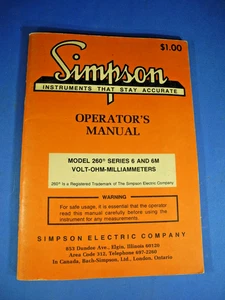 $1.00
Simpson
INSTRUMENTS THAT STAY ACCURATE
OPERATOR'S
MANUAL
MODEL 260® SERIES 6 AND 6M
VOLT-OHM-MILLIAMMETERS
260® Is a Registered Trademark of The Simpson Electric Company
WARNING
For safe usage, it is essential that the operator
read this manual carefully before using the
instrument for any measurements.
SIMPSON ELECTRIC COMPANY
853 Dundee Ave., Elgin, Illinois 60120
Area Code 312, Telephone 697-2260
In Canada, Bach-Simpson, Ltd., London, Ontario